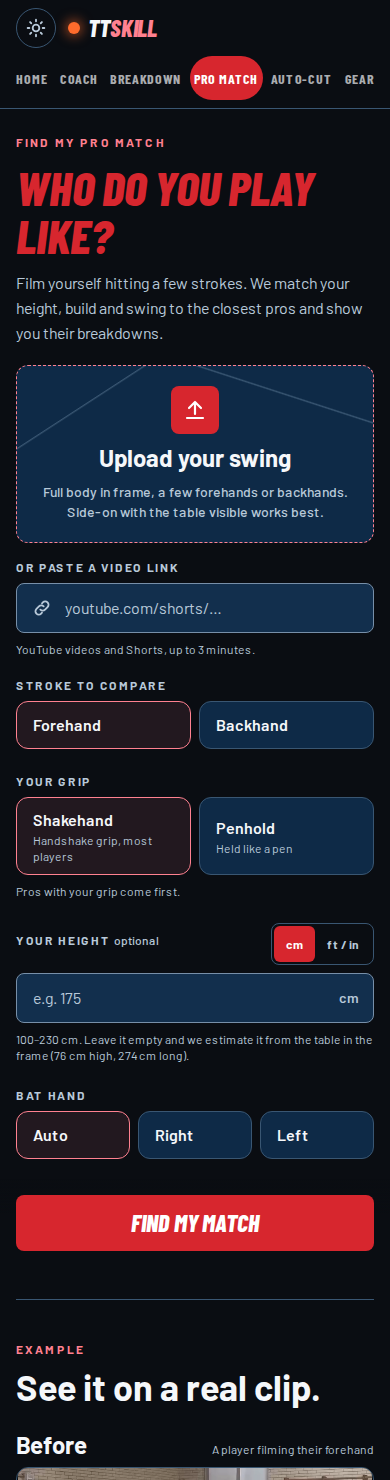 TTSKILL
HOME COACH BREAKDOWN PRO MATCH AUTO-CUT GEAR
FIND MY PRO MATCH
WHO DO YOU PLAY
LIKE?
Film yourself hitting a few strokes. We match your
height, build and swing to the closest pros and show
you their breakdowns.
Upload your swing
Full body in frame, a few forehands or backhands.
Side-on with the table visible works best.
OR PASTE A VIDEO LINK
youtube.com/shorts/...
YouTube videos and Shorts, up to 3 minutes.
STROKE TO COMPARE
Forehand Backhand
YOUR GRIP
Shakehand
Handshake grip, most
players
Penhold
Held like a pen
Pros with your grip come first.
YOUR HEIGHT optional cm ft / in
e.g. 175 cm
100–230 cm. Leave it empty and we estimate it from the table in the
frame (76 cm high, 274 cm long).
BAT HAND
Auto Right Left
FIND MY MATCH
EXAMPLE
See it on a real clip.
Before A player filming their forehand